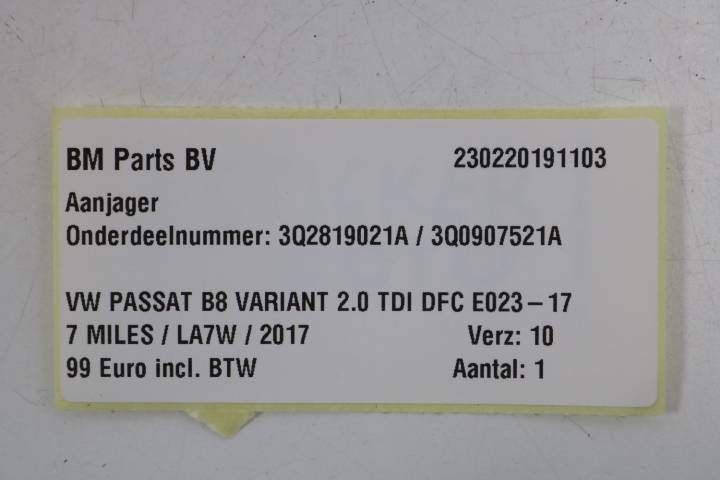 BM Parts BV 230220191103
Aanjager
Onderdeelnummer: 3Q2819021A / 3Q0907521A
VW PASSAT B8 VARIANT 2.0 TDI DFC E023-17
7 MILES / LA7W / 2017 Verz: 10
99 Euro incl. BTW Aantal: 1